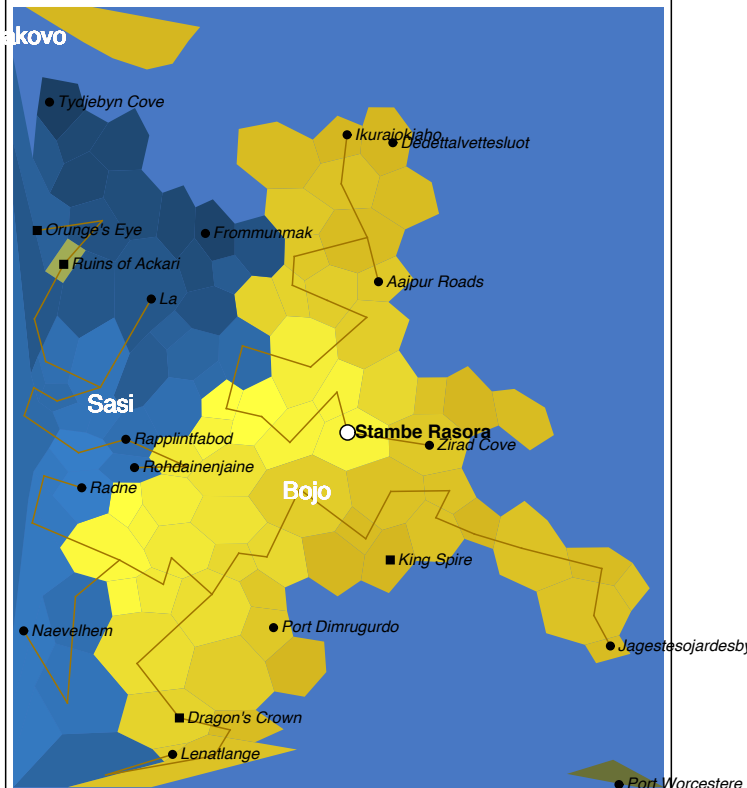 akovo
Tydjebyn Cove
Ikurajokjaho
Dedettalvettesluot
Orunge's Eye
Frommunmak
Ruins of Ackari
Aajpur Roads
La
Sasi
Stambe Rasora
Rapplintfabod
Zirad Cove
Rohdainenjaine
Radne
Bojo
King Spire
Naevelhem
Port Dimrugurdo
Jagestesojardesby
Dragon's Crown
Lenatlange
Port Worcestere